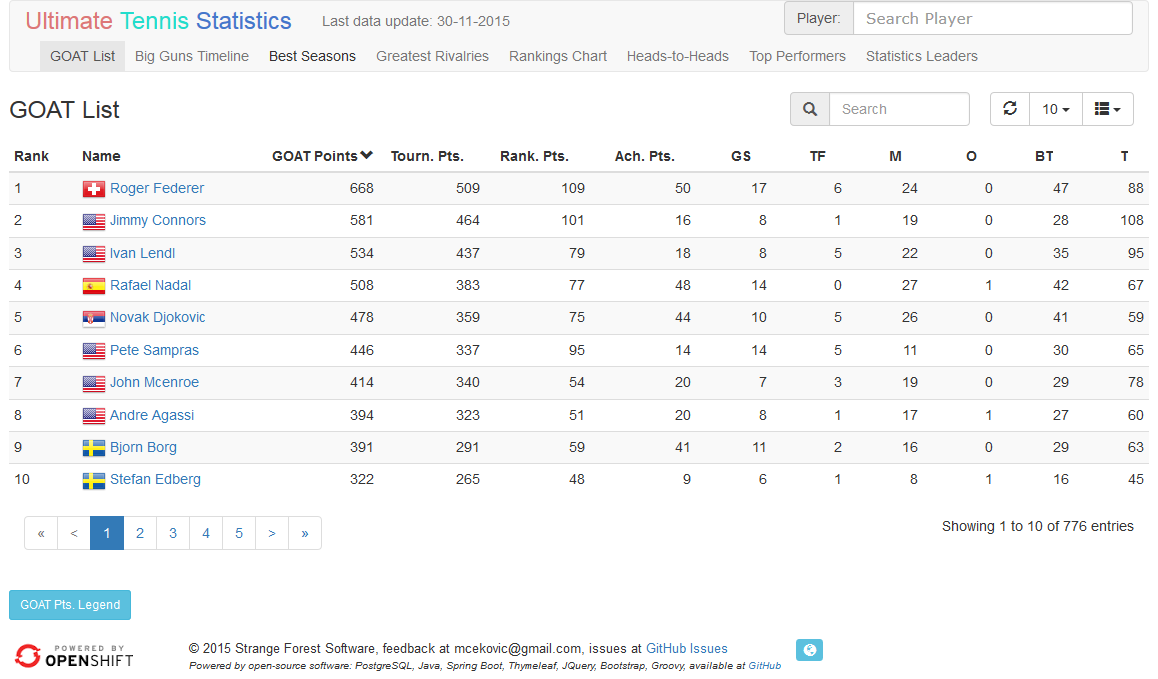 Ultimate Tennis Statistics Last data update: 30-11-2015 Player: Search Player
GOAT List Big Guns Timeline Best Seasons Greatest Rivalries Rankings Chart Heads-to-Heads Top Performers Statistics Leaders
GOAT List Search 10
Rank Name GOAT Points Tourn. Pts. Rank. Pts. Ach. Pts. GS TF M O BT T
1 Roger Federer 668 509 109 50 17 6 24 0 47 88
2 Jimmy Connors 581 464 101 16 8 1 19 0 28 108
3 Ivan Lendl 534 437 79 18 8 5 22 0 35 95
4 Rafael Nadal 508 383 77 48 14 0 27 1 42 67
5 Novak Djokovic 478 359 75 44 10 5 26 0 41 59
6 Pete Sampras 446 337 95 14 14 5 11 0 30 65
7 John Mcenroe 414 340 54 20 7 3 19 0 29 78
8 Andre Agassi 394 323 51 20 8 1 17 1 27 60
9 Bjorn Borg 391 291 59 41 11 2 16 0 29 63
10 Stefan Edberg 322 265 48 9 6 1 8 1 16 45
« < 1 2 3 4 5 > » Showing 1 to 10 of 776 entries
GOAT Pts. Legend
POWERED BY
OPENSHIFT
© 2015 Strange Forest Software, feedback at mcekovic@gmail.com, issues at GitHub Issues
Powered by open-source software: PostgreSQL, Java, Spring Boot, Thymeleaf, JQuery, Bootstrap, Groovy, available at GitHub